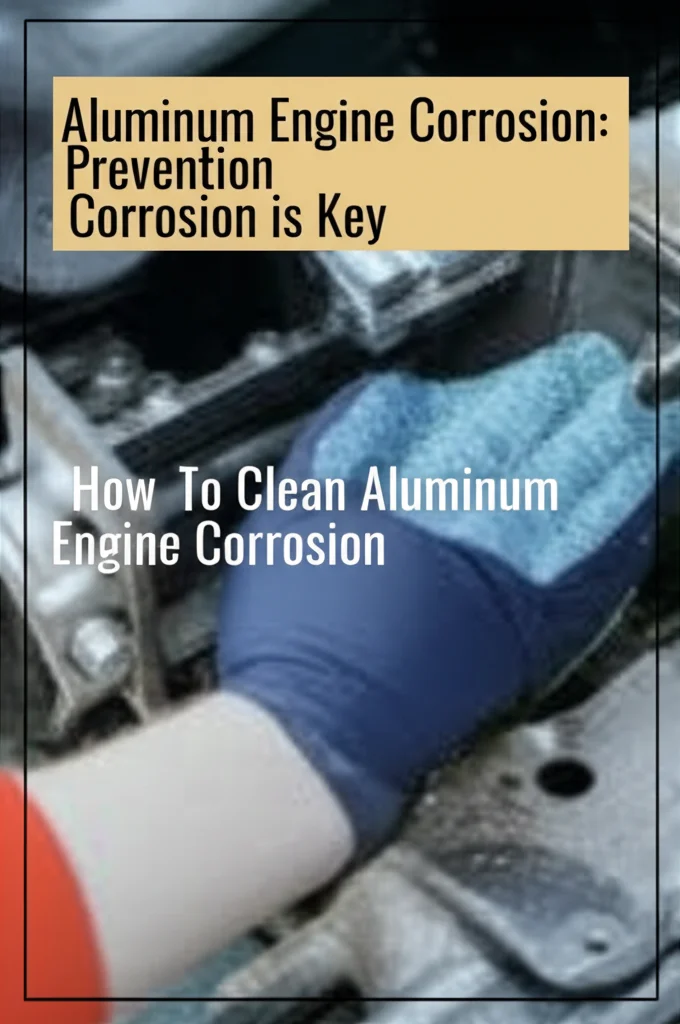 Aluminum Engine Corrosion:
Prevention
Corrosion is Key
How To Clean Aluminum
Engine Corrosion